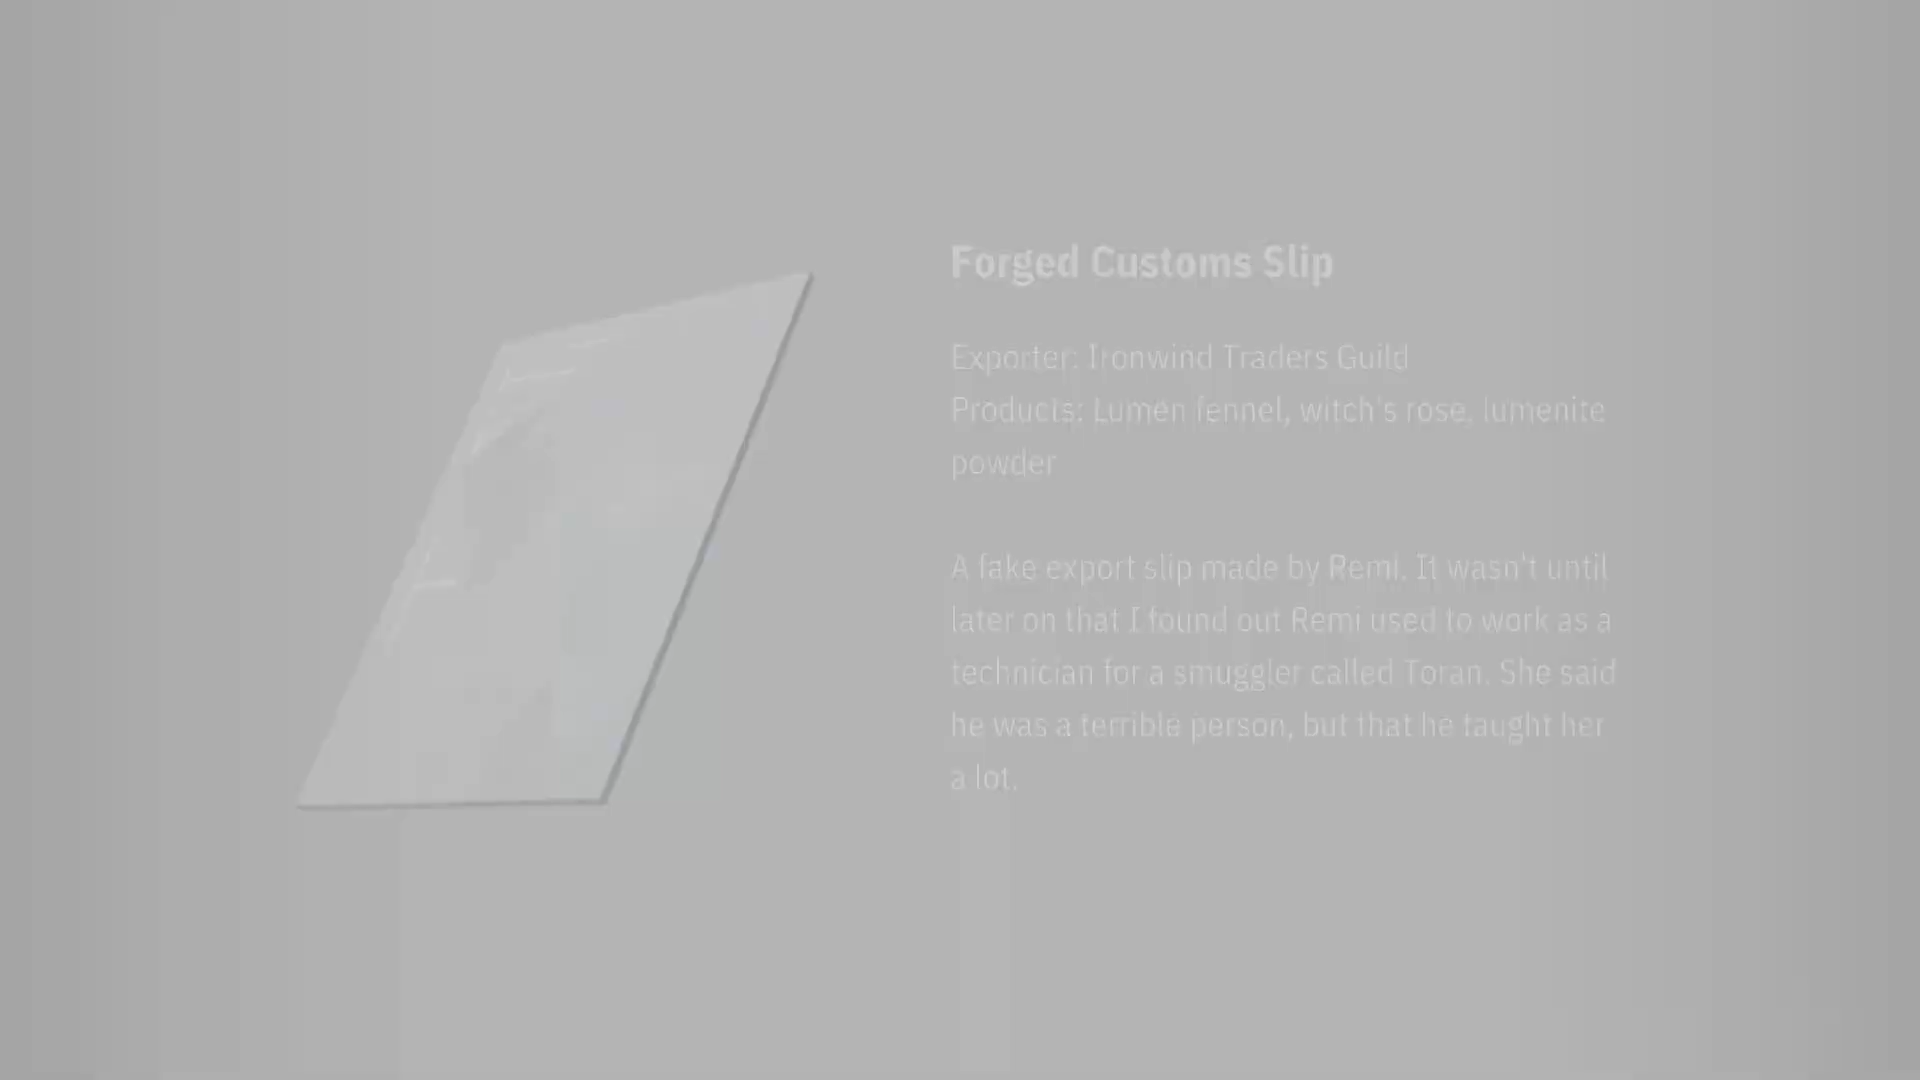 Forged Customs Slip
Exporter: Ironwind Traders Guild
Products: Lumen fennel, witch's rose, lumenite
powder
A fake export slip made by Remi. It wasn't until
later on that I found out Remi used to work as a
technician for a smuggler called Toran. She said
he was a terrible person, but that he taught her
a lot.